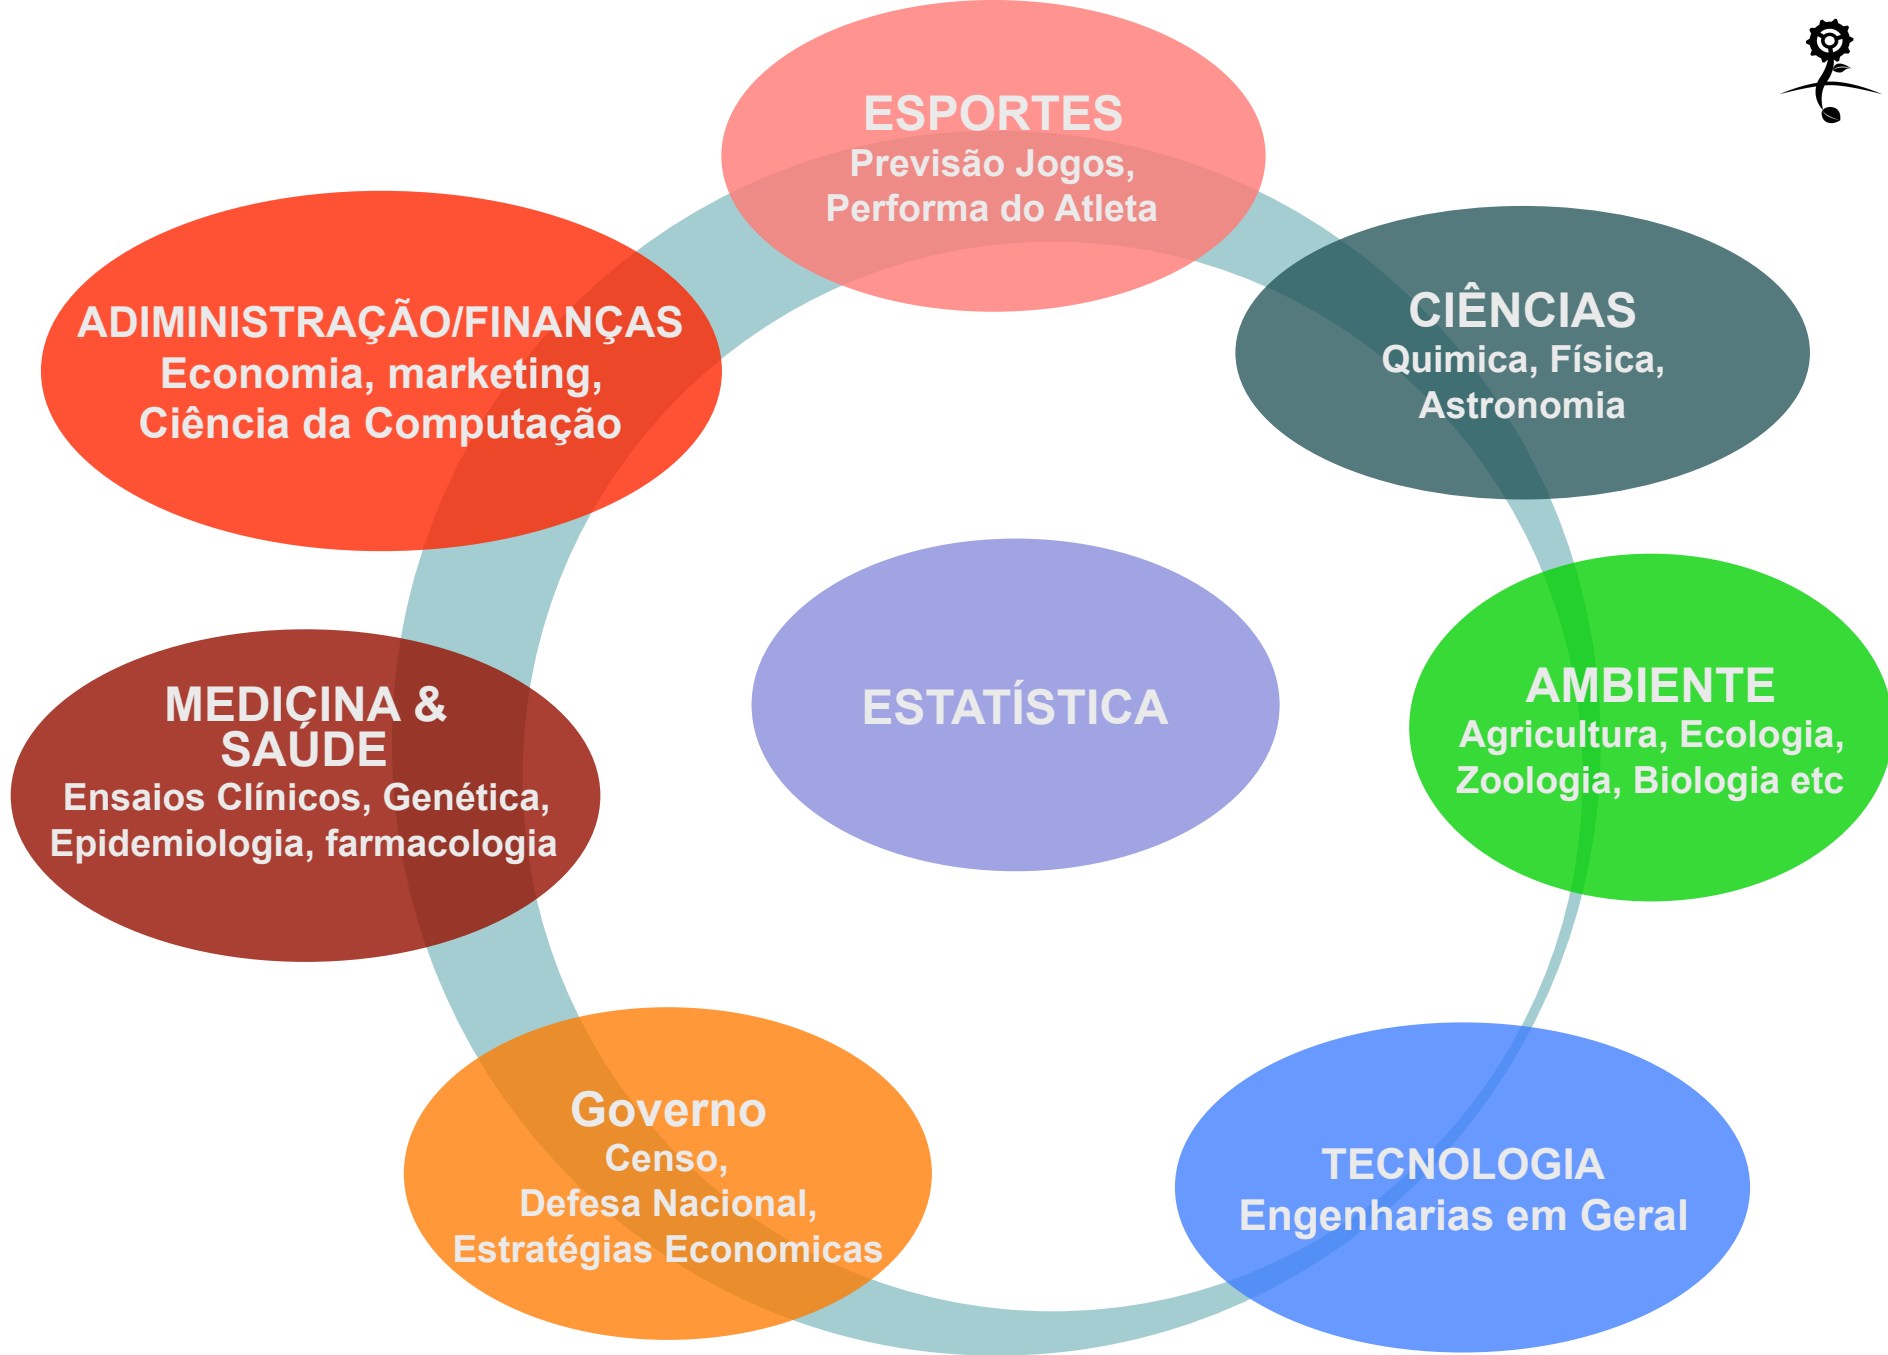 ESPORTES
Previsão Jogos,
Performa do Atleta
ADIMINISTRAÇÃO/FINANÇAS
Economia, marketing,
Ciência da Computação
CIÊNCIAS
Quimica, Física,
Astronomia
ESTATÍSTICA
AMBIENTE
Agricultura, Ecologia,
Zoologia, Biologia etc
MEDICINA &
SAÚDE
Ensaios Clínicos, Genética,
Epidemiologia, farmacologia
Governo
Censo,
Defesa Nacional,
Estratégias Economicas
TECNOLOGIA
Engenharias em Geral